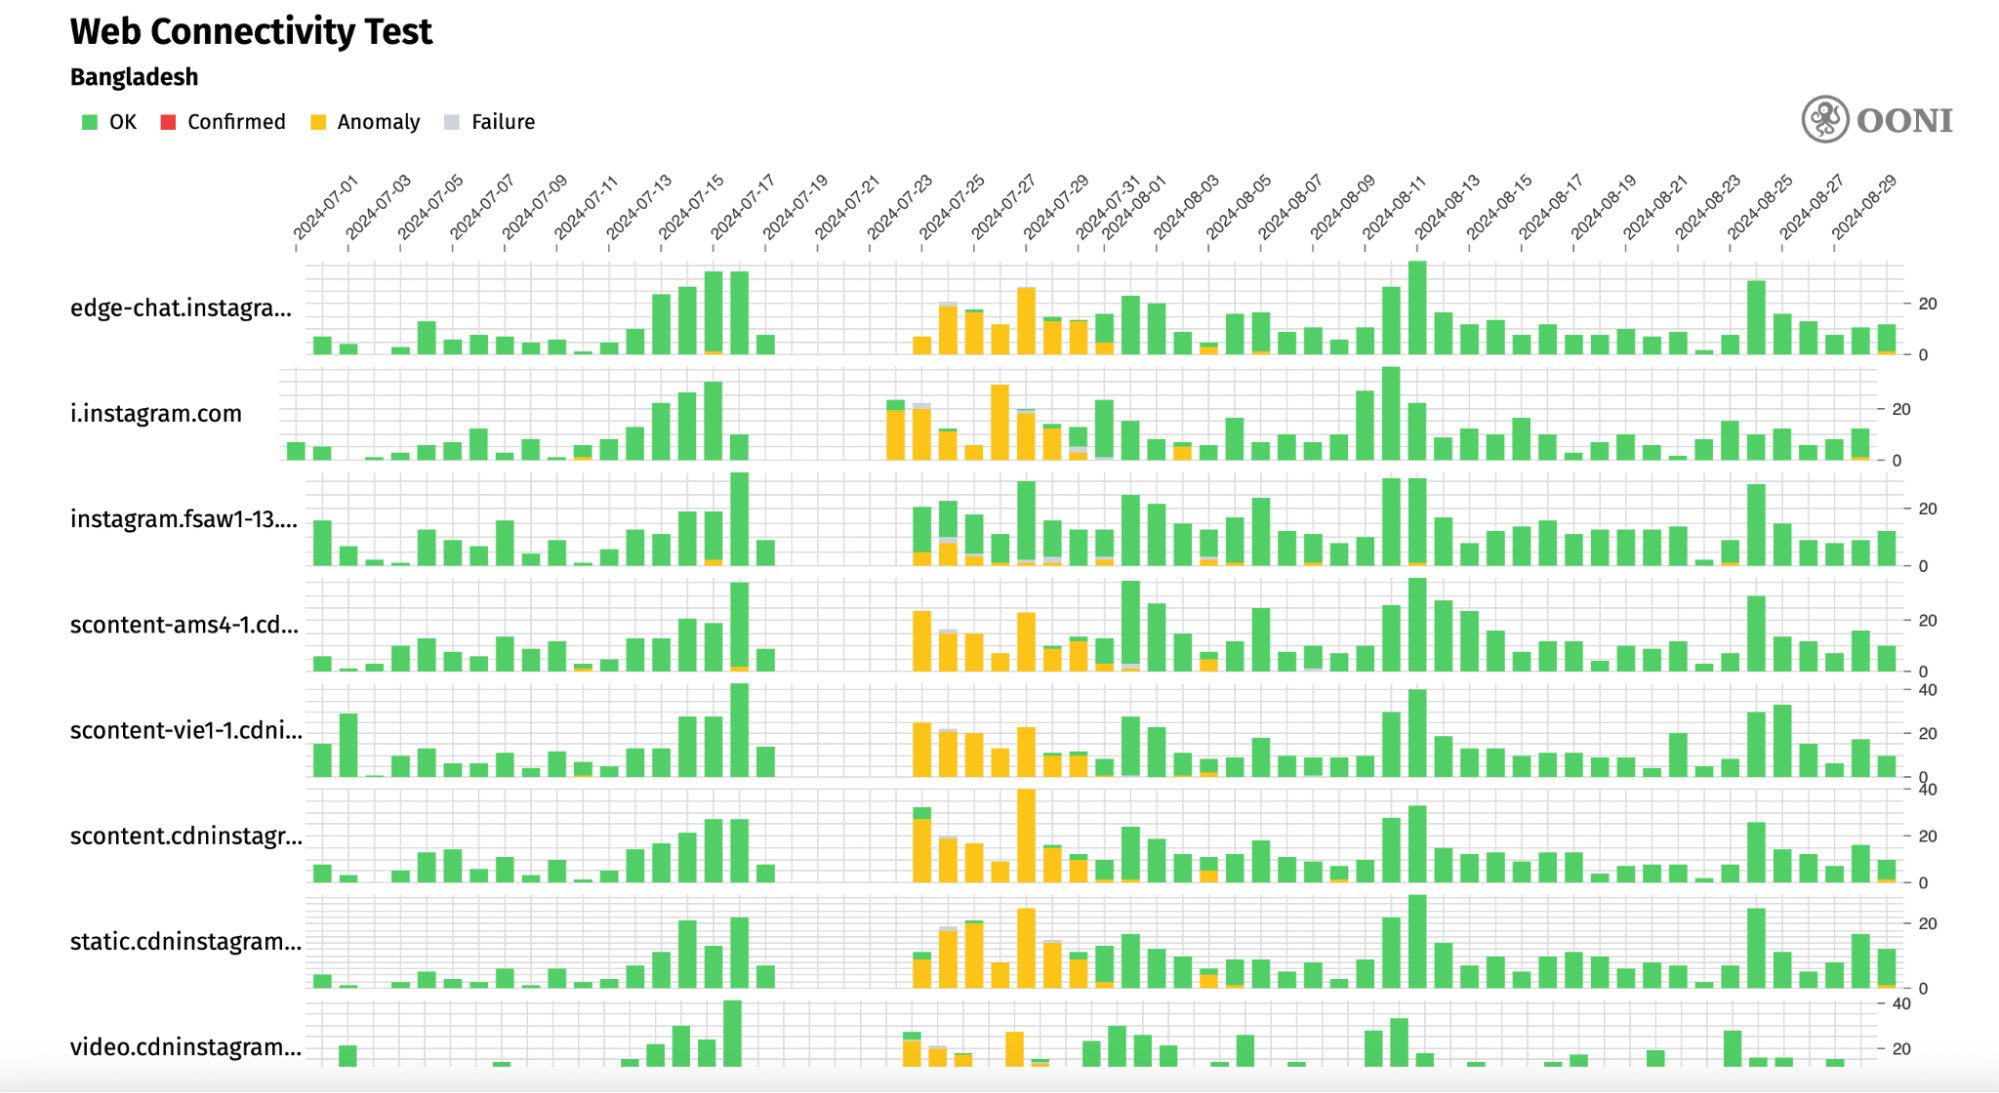 Web Connectivity Test
Bangladesh
OK Confirmed Anomaly Failure
OONI
2024-07-01 2024-07-03 2024-07-05 2024-07-07 2024-07-09 2024-07-11 2024-07-13 2024-07-15 2024-07-17 2024-07-19 2024-07-21 2024-07-23 2024-07-25 2024-07-27 2024-07-29 2024-07-31 2024-08-01 2024-08-03 2024-08-05 2024-08-07 2024-08-09 2024-08-11 2024-08-13 2024-08-15 2024-08-17 2024-08-19 2024-08-21 2024-08-23 2024-08-25 2024-08-27 2024-08-29
edge-chat.instagra... 20
0
i.instagram.com 20
0
instagram.fsaw1-13.... 20
0
scontent-ams4-1.cd... 20
0
40
scontent-vie1-1.cdni... 20
0
40
scontent.cdninstagr... 20
0
static.cdninstagram... 20
0
40
video.cdninstagram... 20